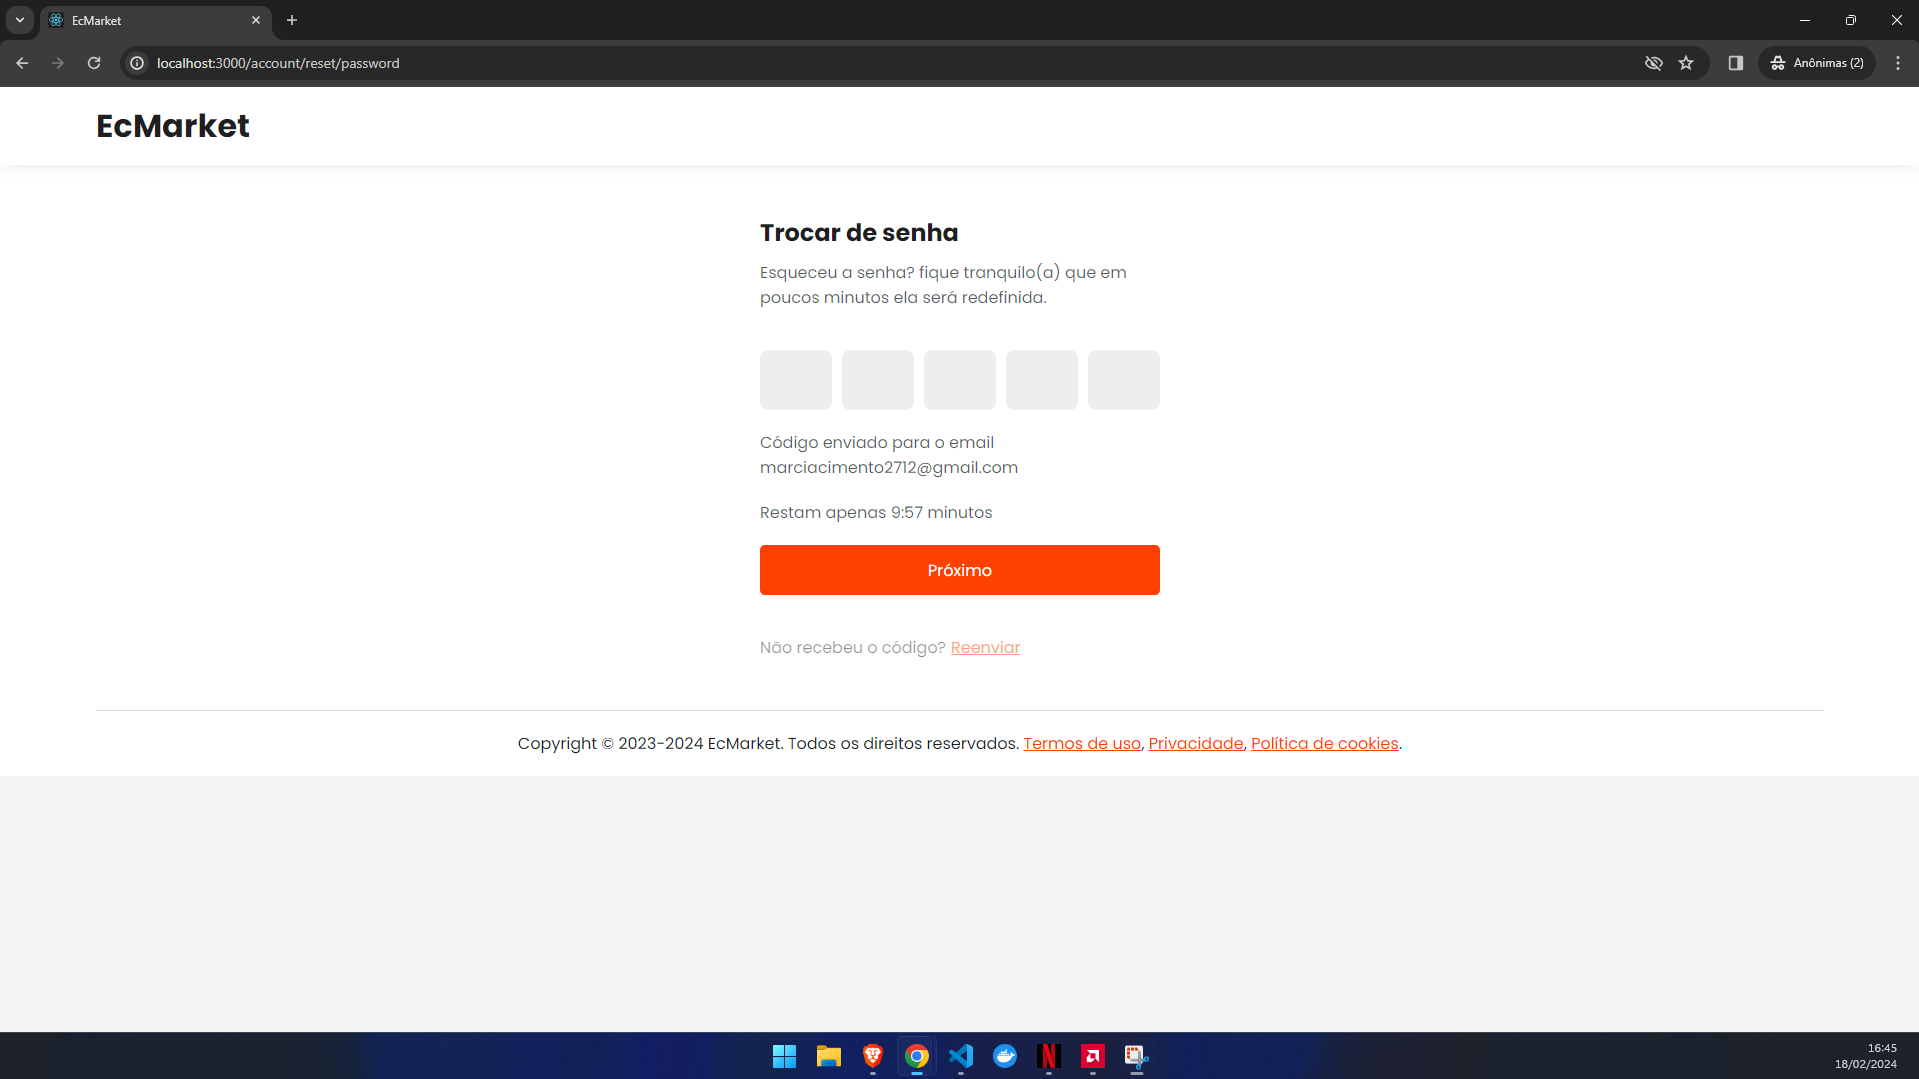 EcMarket
localhost:3000/account/reset/password
Anônimas (2)
EcMarket
Trocar de senha
Esqueceu a senha? fique tranquilo(a) que em
poucos minutos ela será redefinida.
Código enviado para o email
marciacimento2712@gmail.com
Restam apenas 9:57 minutos
Próximo
Não recebeu o código? Reenviar
Copyright © 2023-2024 EcMarket. Todos os direitos reservados. Termos de uso, Privacidade, Política de cookies.
16:45
18/02/2024